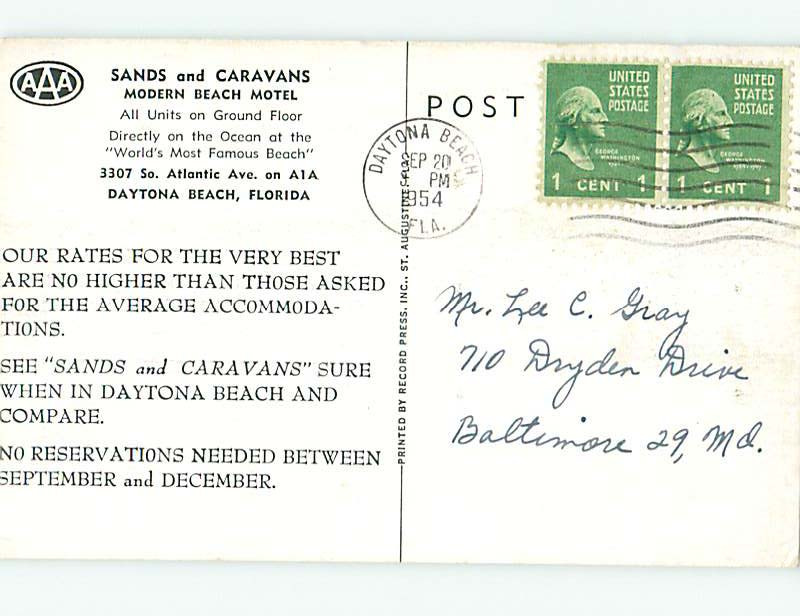 AAA
SANDS and CARAVANS
MODERN BEACH MOTEL
All Units on Ground Floor
Directly on the Ocean at the
"World's Most Famous Beach"
3307 So. Atlantic Ave. on A1A
DAYTONA BEACH, FLORIDA
OUR RATES FOR THE VERY BEST
ARE NO HIGHER THAN THOSE ASKED
FOR THE AVERAGE ACCOMMODA-
TIONS.
SEE "SANDS and CARAVANS" SURE
WHEN IN DAYTONA BEACH AND
COMPARE.
NO RESERVATIONS NEEDED BETWEEN
SEPTEMBER and DECEMBER.
PRINTED BY RECORD PRESS, INC., ST. AUGUSTINE, FLA.
POST
DAYTONA BEACH
SEP 20
PM
1954
FLA.
UNITED
STATES
POSTAGE
GEORGE
WASHINGTON
1 CENT 1
UNITED
STATES
POSTAGE
GEORGE
WASHINGTON
1 CENT 1
Mr. Lee C. Gray
710 Dryden Drive
Baltimore 29, Md.